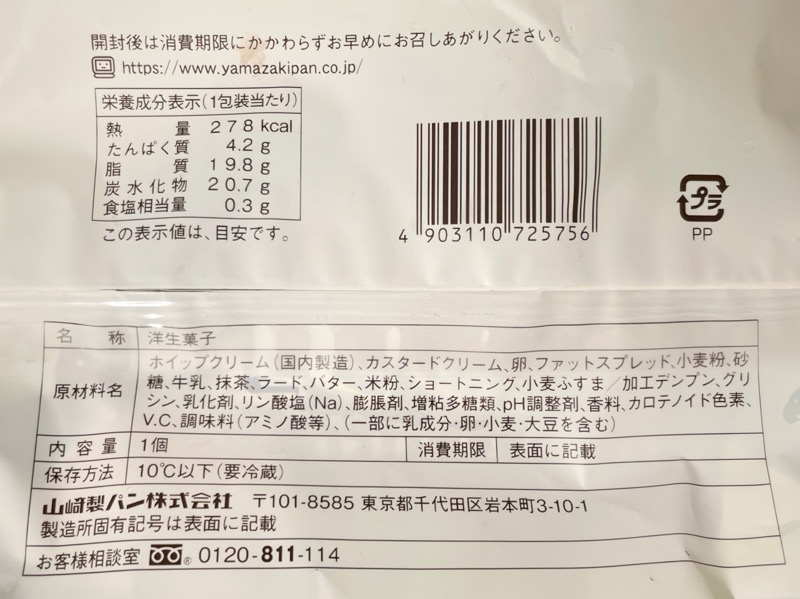 開封後は消費期限にかかわらずお早めにお召しあがりください。
https://www.yamazakipan.co.jp/
栄養成分表示(1包装当たり)
熱量 278 kcal
たんぱく質 4.2 g
脂質 19.8 g
炭水化物 20.7 g
食塩相当量 0.3 g
この表示値は、目安です。
4 903110 725756
プラ
PP
名称 洋生菓子
原材料名 ホイップクリーム(国内製造)、カスタードクリーム、卵、ファットスプレッド、小麦粉、砂
糖、牛乳、抹茶、ラード、バター、米粉、ショートニング、小麦ふすま/加工デンプン、グリ
シン、乳化剤、リン酸塩(Na)、膨脹剤、増粘多糖類、pH調整剤、香料、カロテノイド色素、
V.C、調味料(アミノ酸等)、(一部に乳成分・卵・小麦・大豆を含む)
内容量 1個 消費期限 表面に記載
保存方法 10℃以下(要冷蔵)
山崎製パン株式会社 〒101-8585 東京都千代田区岩本町3-10-1
製造所固有記号は表面に記載
お客様相談室 ® 0120-811-114